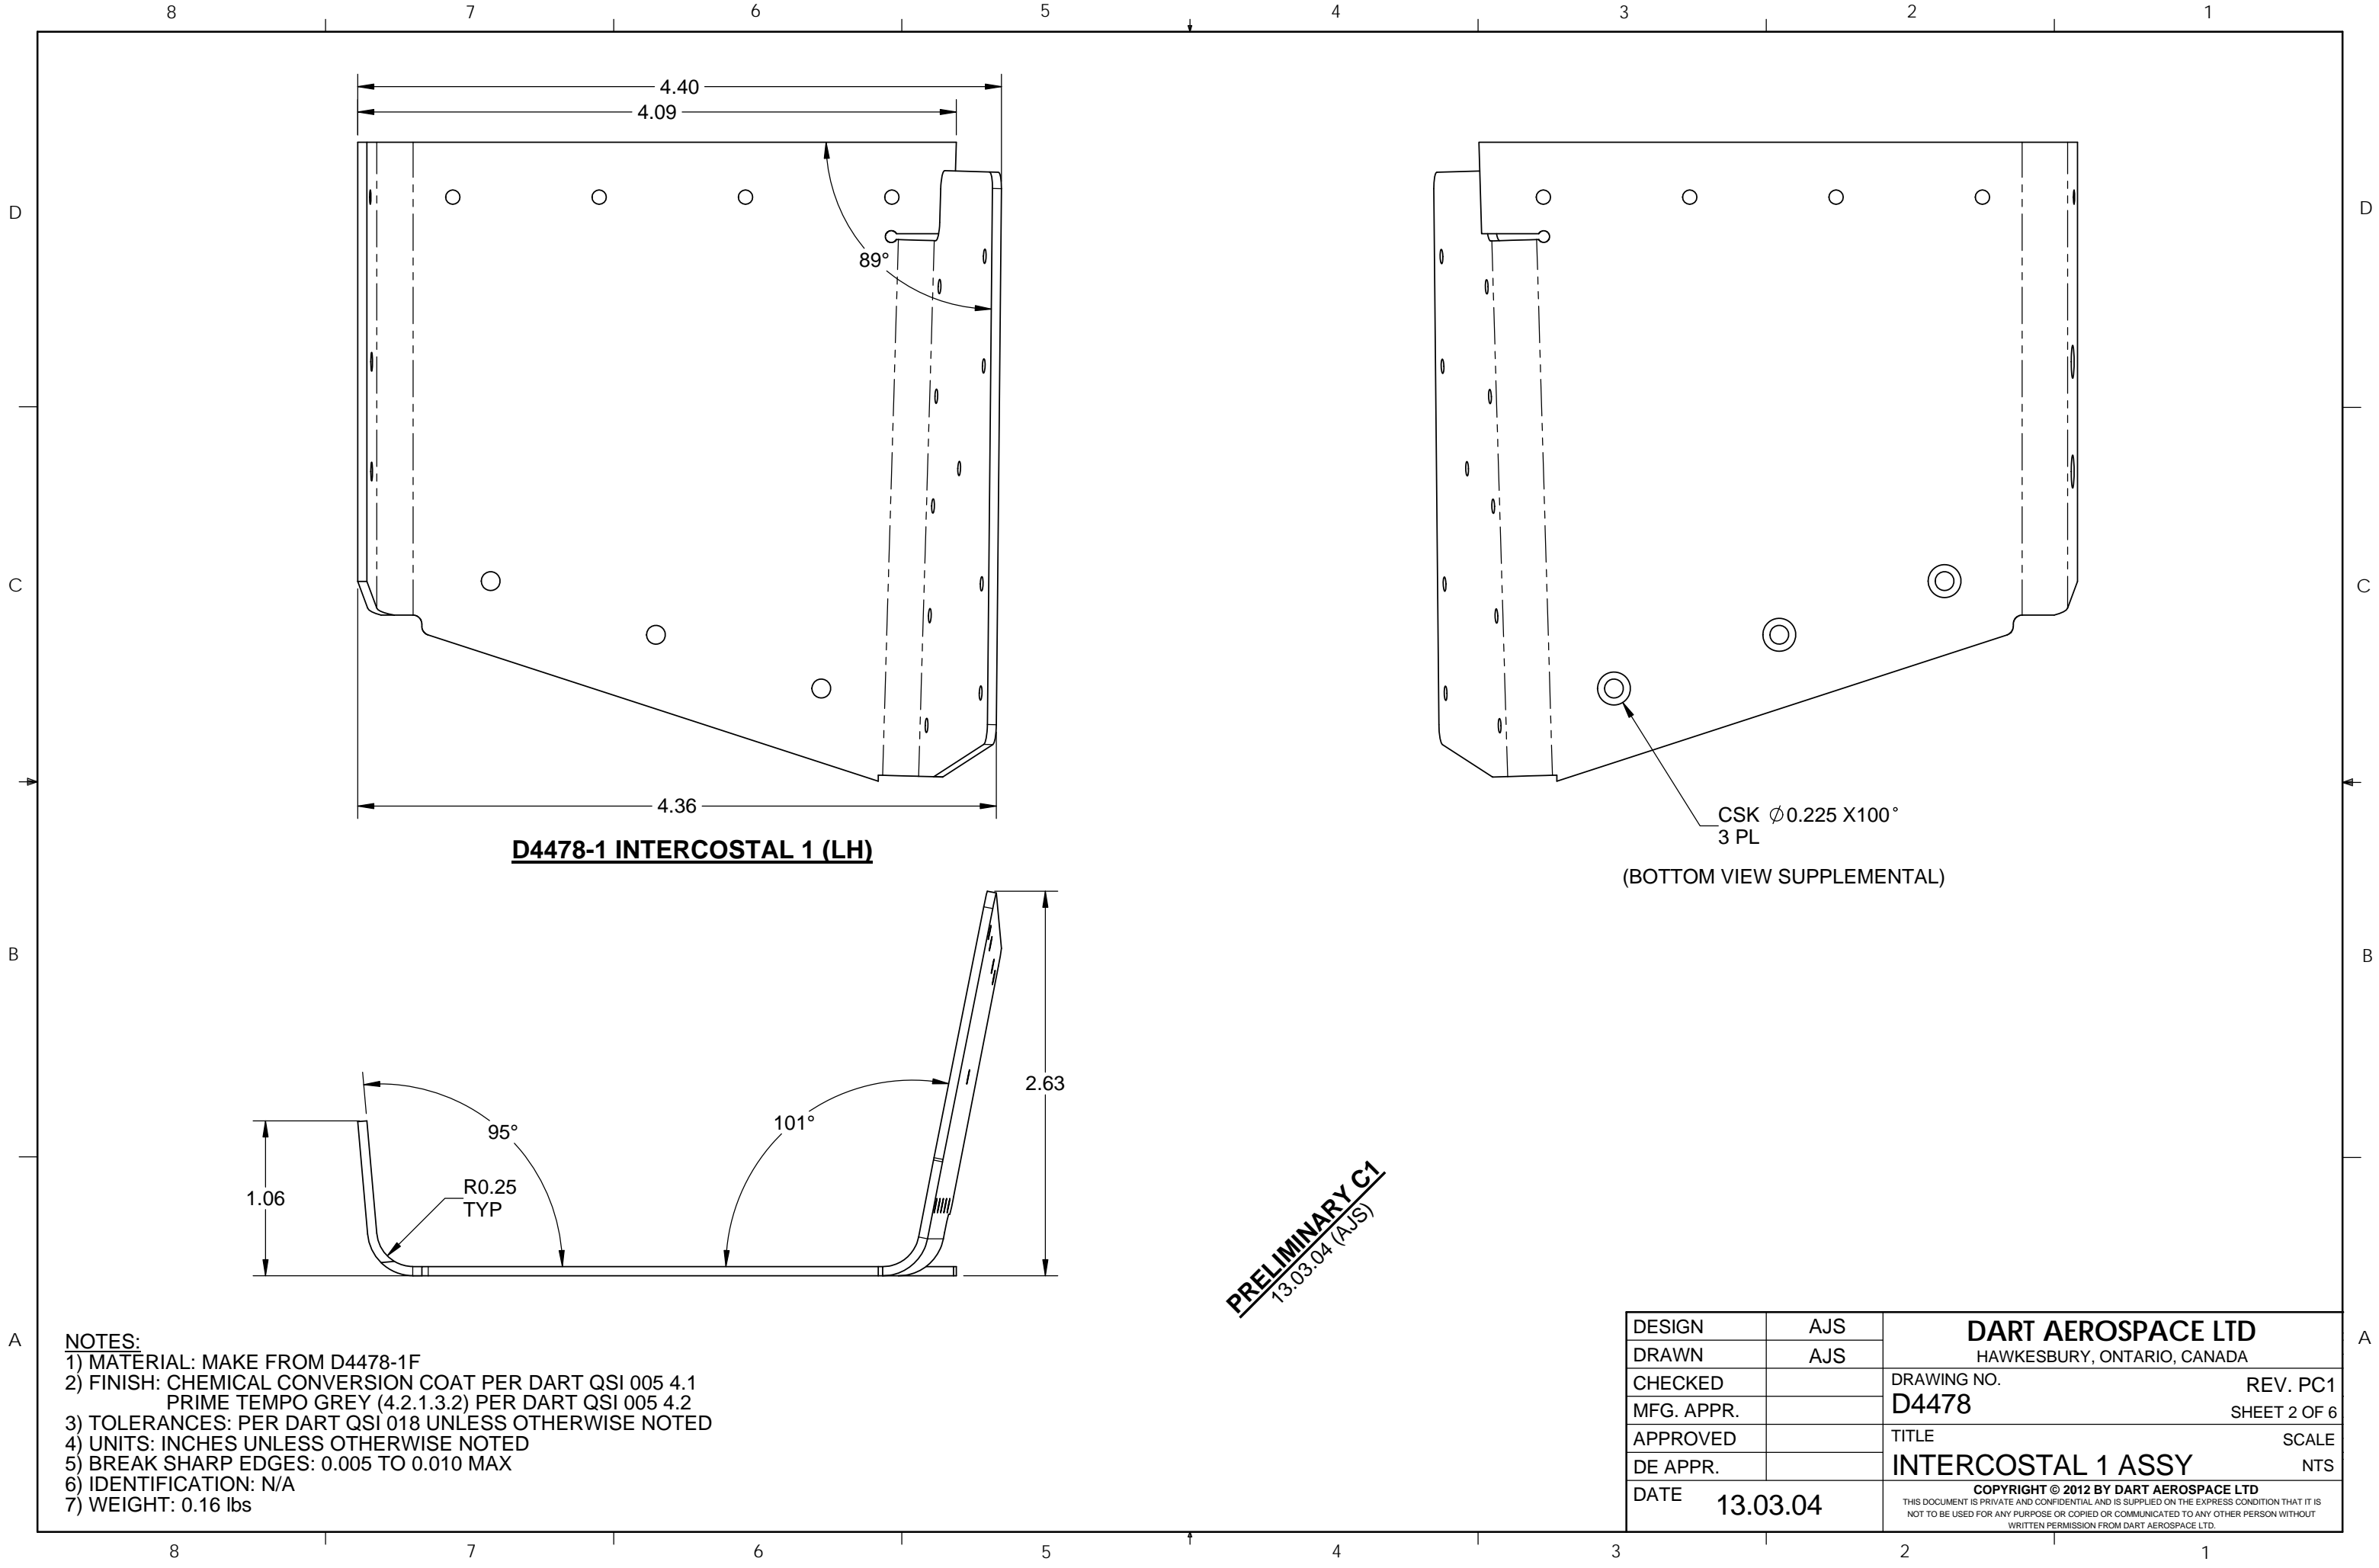 8 7 6 5 4 3 2 1
4.40
4.09
D D
89°
C C
4.36
D4478-1 INTERCOSTAL 1 (LH)
CSK ∅0.225 X100°
3 PL
(BOTTOM VIEW SUPPLEMENTAL)
B B
2.63
95°
101°
1.06
R0.25
TYP
PRELIMINARY C1
13.03.04 (AJS)
A A
NOTES:
1) MATERIAL: MAKE FROM D4478-1F
2) FINISH: CHEMICAL CONVERSION COAT PER DART QSI 005 4.1
PRIME TEMPO GREY (4.2.1.3.2) PER DART QSI 005 4.2
3) TOLERANCES: PER DART QSI 018 UNLESS OTHERWISE NOTED
4) UNITS: INCHES UNLESS OTHERWISE NOTED
5) BREAK SHARP EDGES: 0.005 TO 0.010 MAX
6) IDENTIFICATION: N/A
7) WEIGHT: 0.16 lbs
DESIGN AJS
DRAWN AJS
CHECKED
MFG. APPR.
APPROVED
DE APPR.
DATE 13.03.04
DART AEROSPACE LTD
HAWKESBURY, ONTARIO, CANADA
DRAWING NO. REV. PC1
D4478 SHEET 2 OF 6
TITLE SCALE
INTERCOSTAL 1 ASSY NTS
COPYRIGHT © 2012 BY DART AEROSPACE LTD
THIS DOCUMENT IS PRIVATE AND CONFIDENTIAL AND IS SUPPLIED ON THE EXPRESS CONDITION THAT IT IS
NOT TO BE USED FOR ANY PURPOSE OR COPIED OR COMMUNICATED TO ANY OTHER PERSON WITHOUT
WRITTEN PERMISSION FROM DART AEROSPACE LTD.
8 7 6 5 4 3 2 1